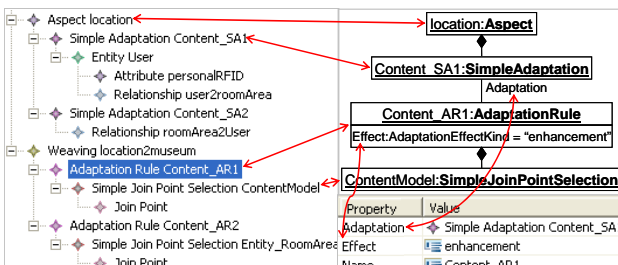 Aspect location
Simple Adaptation Content_SA1
Entity User
Attribute personalRFID
Relationship user2roomArea
Simple Adaptation Content_SA2
Relationship roomArea2User
Weaving location2museum
Adaptation Rule Content_AR1
Simple Join Point Selection ContentModel
Join Point
Adaptation Rule Content_AR2
Simple Join Point Selection Entity_RoomArea
Join Point
location:Aspect
Content_SA1:SimpleAdaptation
Adaptation
Content_AR1:AdaptationRule
Effect:AdaptationEffectKind = "enhancement"
ContentModel:SimpleJoinPointSelection
Property Value
Adaptation Simple Adaptation Content_SA
Effect enhancement
Name Content_AR1